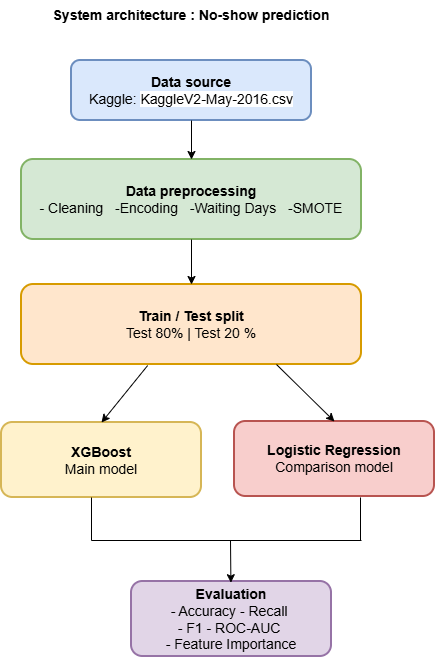 System architecture : No-show prediction
Data source
Kaggle: KaggleV2-May-2016.csv
Data preprocessing
- Cleaning -Encoding -Waiting Days -SMOTE
Train / Test split
Test 80% | Test 20 %
XGBoost
Main model
Logistic Regression
Comparison model
Evaluation
- Accuracy - Recall
- F1 - ROC-AUC
- Feature Importance